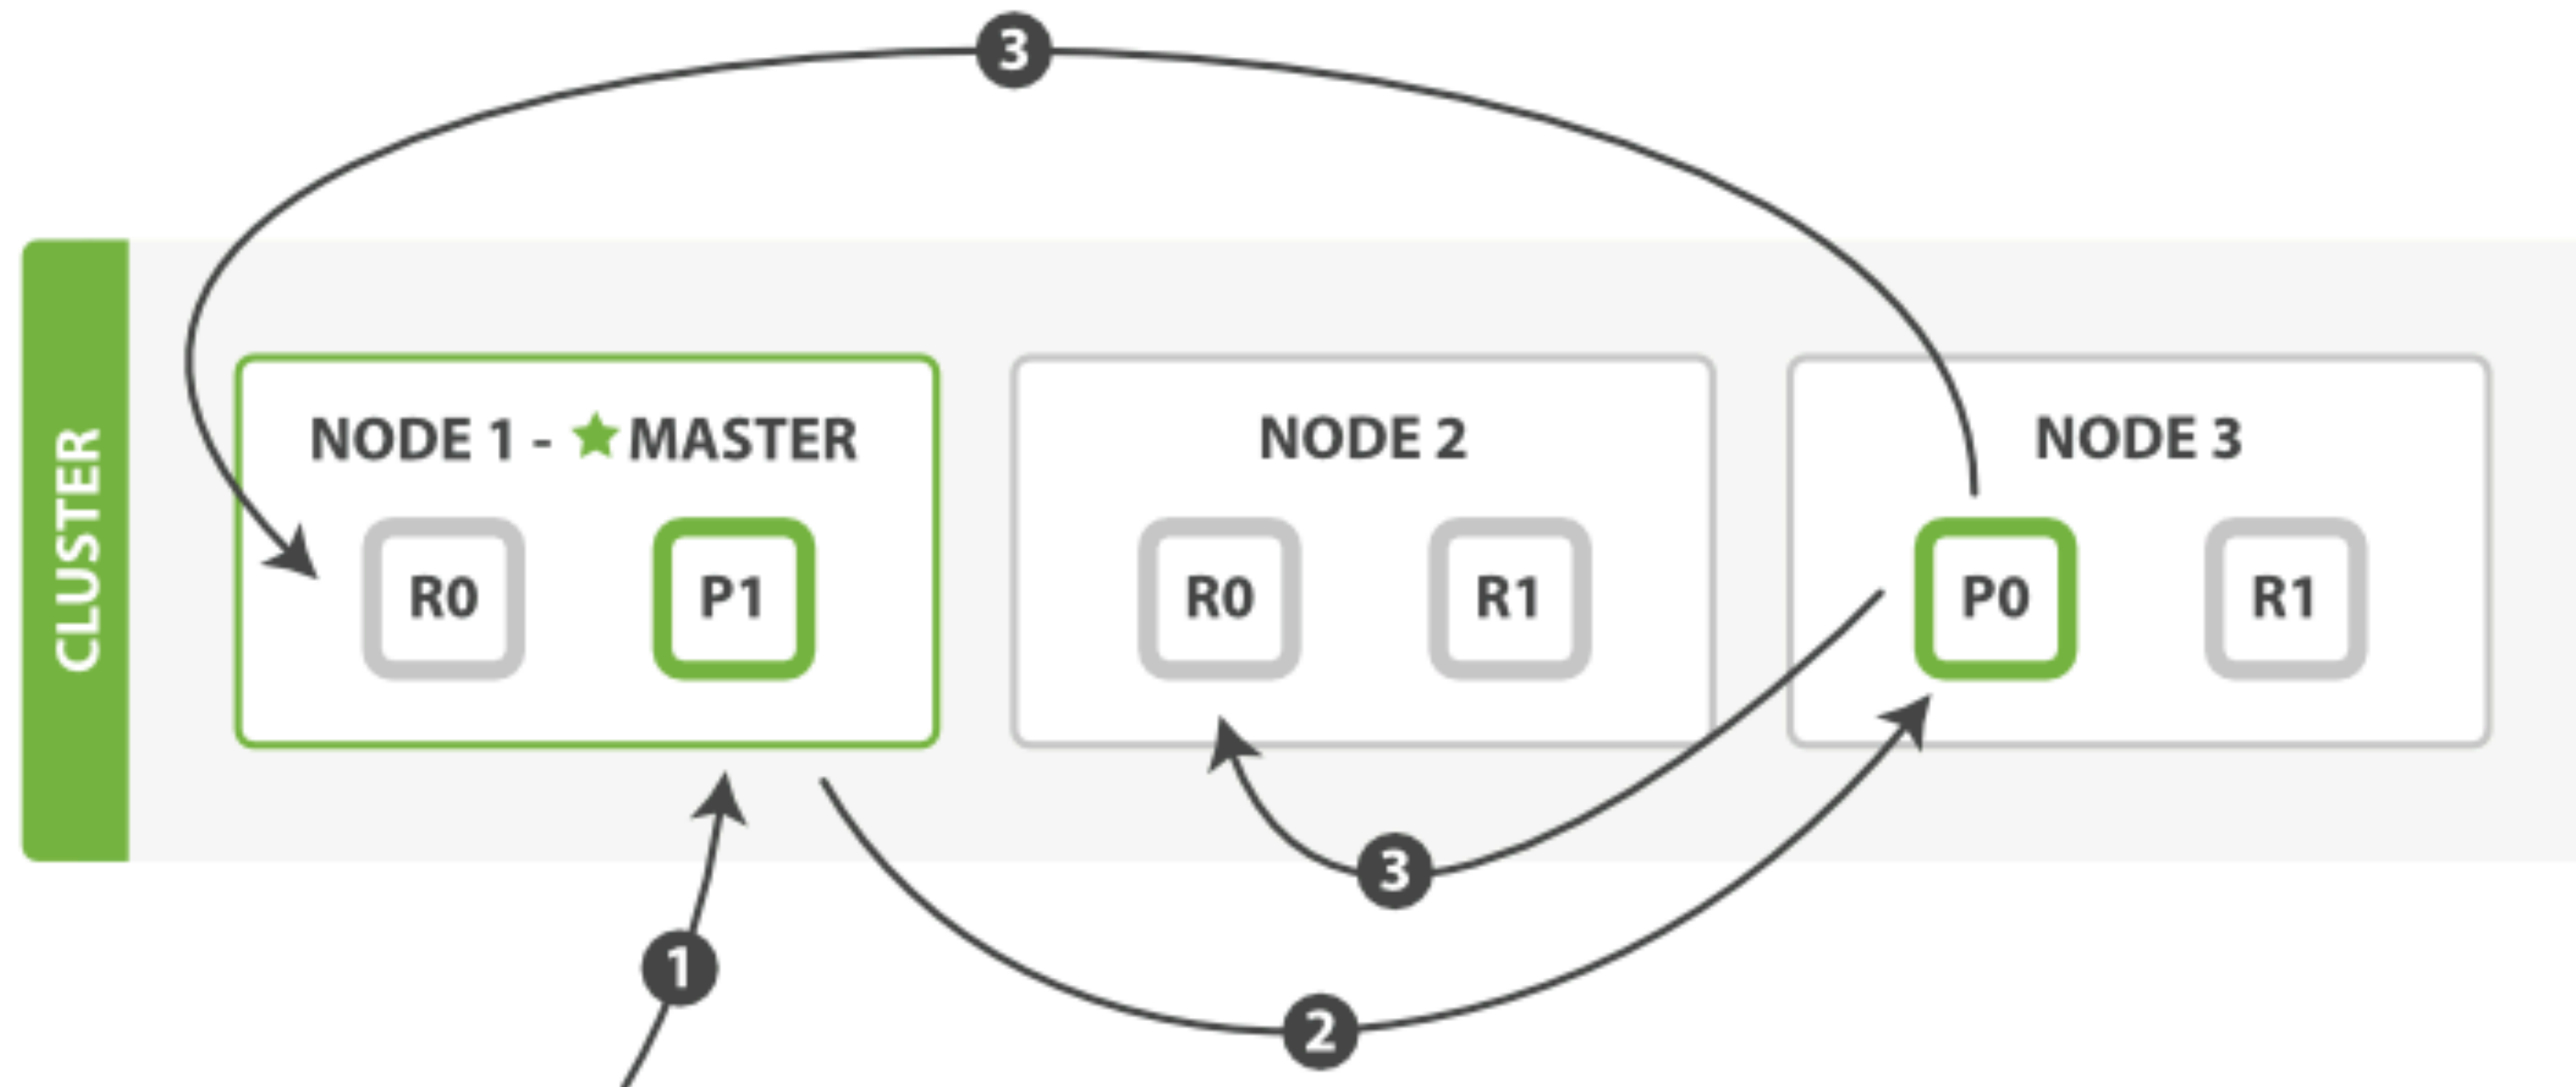 3
CLUSTER
NODE 1 - ★MASTER
R0
P1
NODE 2
R0
R1
NODE 3
P0
R1
3
1
2